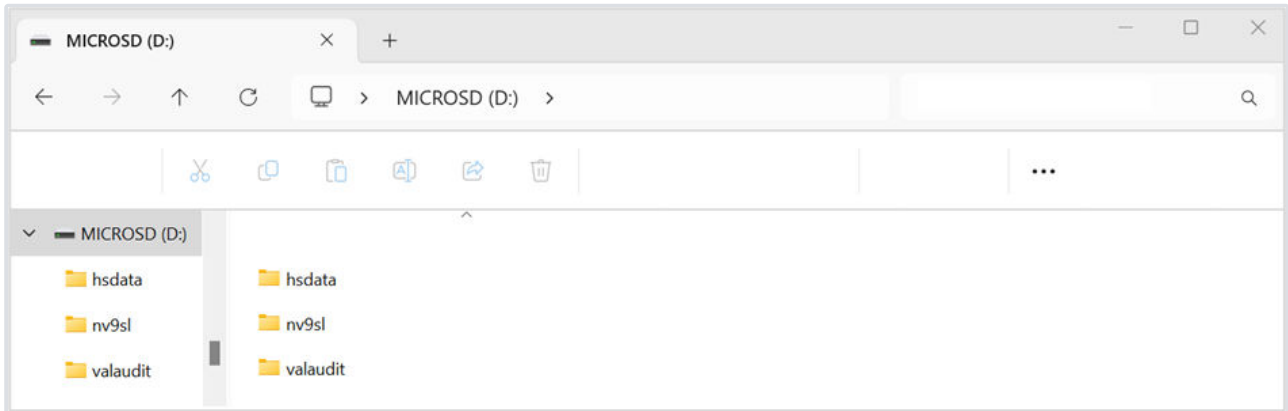 MICROSD (D:)
MICROSD (D:)
MICROSD (D:)
hsdata
hsdata
nv9sl
nv9sl
valaudit
valaudit